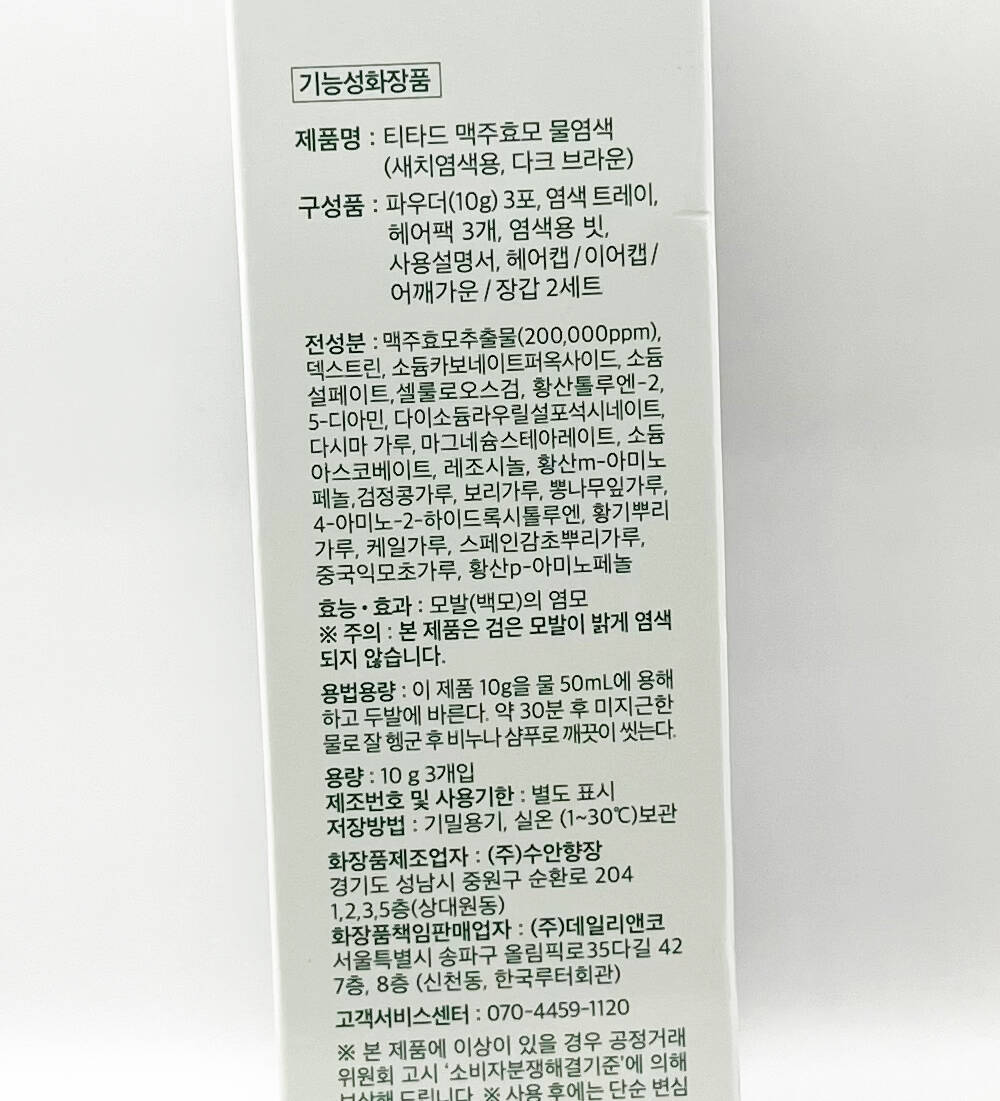 기능성화장품
제품명 : 티타드 맥주효모 물염색
(새치염색용, 다크 브라운)
구성품 : 파우더(10g) 3포, 염색 트레이,
헤어팩 3개, 염색용 빗,
사용설명서, 헤어캡 / 이어캡 /
어깨가운 / 장갑 2세트
전성분 : 맥주효모추출물(200,000ppm),
덱스트린, 소듐카보네이트퍼옥사이드, 소듐
설페이트,셀룰로오스검, 황산톨루엔-2,
5-디아민, 다이소듐라우릴설포석시네이트,
다시마 가루, 마그네슘스테아레이트, 소듐
아스코베이트, 레조시놀, 황산m-아미노
페놀,검정콩가루, 보리가루, 뽕나무잎가루,
4-아미노-2-하이드록시톨루엔, 황기뿌리
가루, 케일가루, 스페인감초뿌리가루,
중국익모초가루, 황산p-아미노페놀
효능 • 효과 : 모발(백모)의 염모
※ 주의 : 본 제품은 검은 모발이 밝게 염색
되지 않습니다.
용법용량 : 이 제품 10g을 물 50mL에 용해
하고 두발에 바른다. 약 30분 후 미지근한
물로 잘 헹군 후 비누나 샴푸로 깨끗이 씻는다.
용량 : 10 g 3개입
제조번호 및 사용기한 : 별도 표시
저장방법 : 기밀용기, 실온 (1~30℃)보관
화장품제조업자 : (주)수안향장
경기도 성남시 중원구 순환로 204
1,2,3,5층(상대원동)
화장품책임판매업자 : (주)데일리앤코
서울특별시 송파구 올림픽로35다길 42
7층, 8층 (신천동, 한국루터회관)
고객서비스센터 : 070-4459-1120
※ 본 제품에 이상이 있을 경우 공정거래
위원회 고시 '소비자분쟁해결기준'에 의해
보상해 드립니다. ※ 사용 후에는 단순 변심